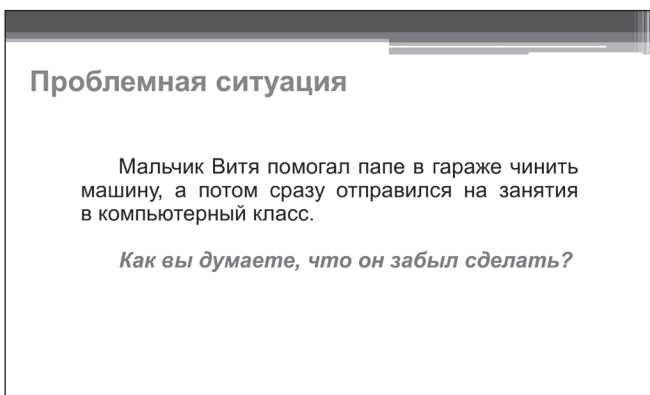 Проблемная ситуация
Мальчик Витя помогал папе в гараже чинить
машину, а потом сразу отправился на занятия
в компьютерный класс.
Как вы думаете, что он забыл сделать?